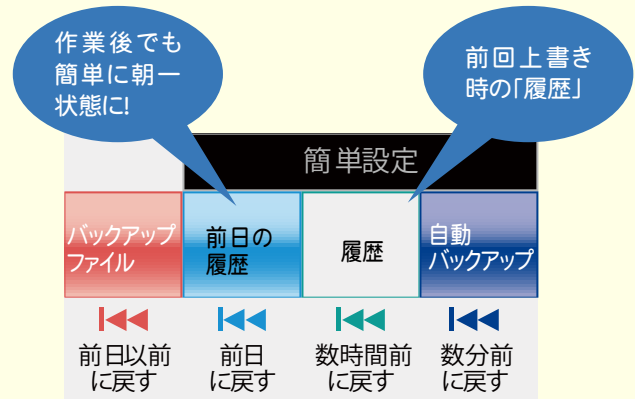 作業後でも
簡単に朝一
状態に!
前回上書き
時の「履歴」
簡単設定
バックアップ
ファイル
前日の
履歴
履歴
自動
バックアップ
前日以前
に戻す
前日
に戻す
数時間前
に戻す
数分前
に戻す